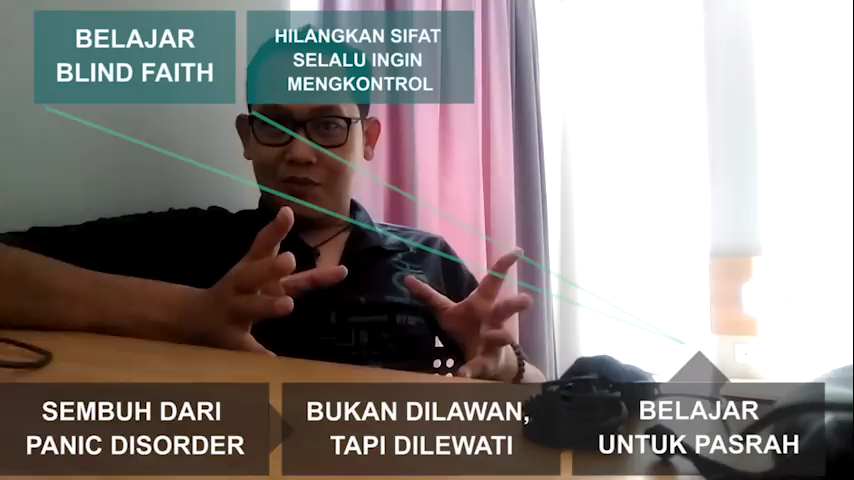 BELAJAR
BLIND FAITH
HILANGKAN SIFAT
SELALU INGIN
MENGKONTROL
SEMBUH DARI
PANIC DISORDER
BUKAN DILAWAN,
TAPI DILEWATI
BELAJAR
UNTUK PASRAH